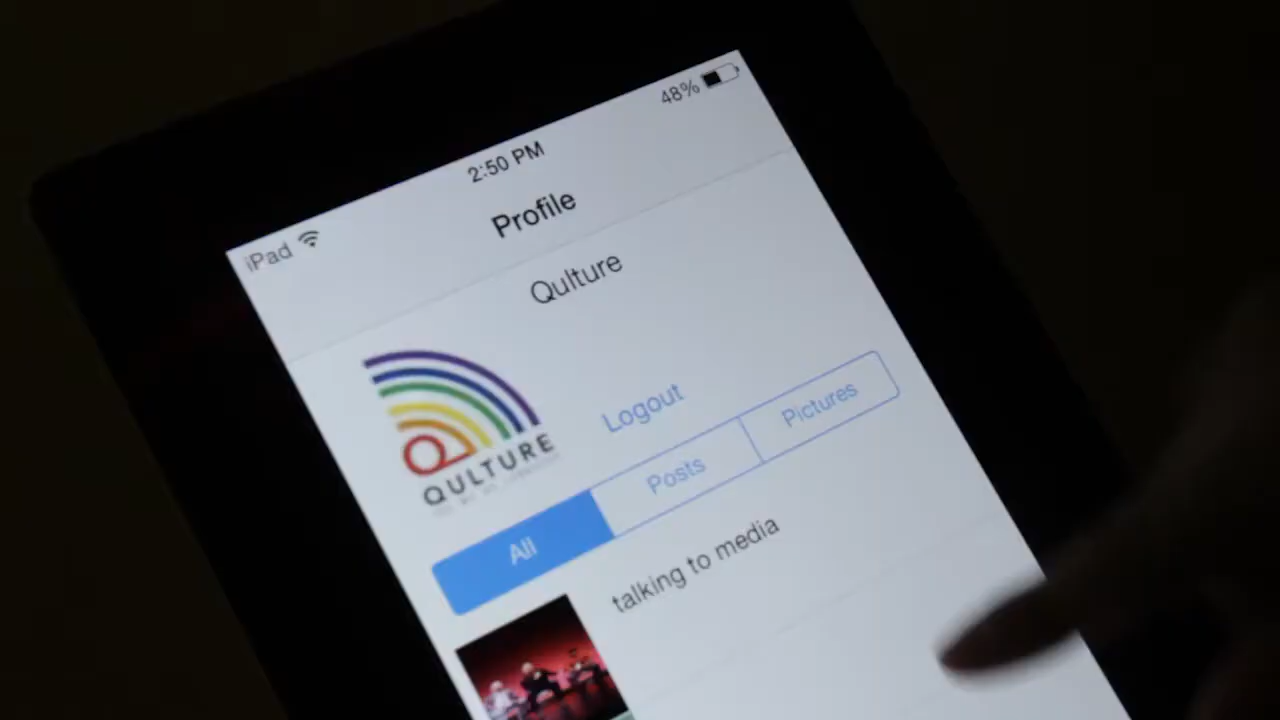 iPad 2:50 PM 48%
Profile
Qulture
QULTURE
Logout
All Posts Pictures
talking to media